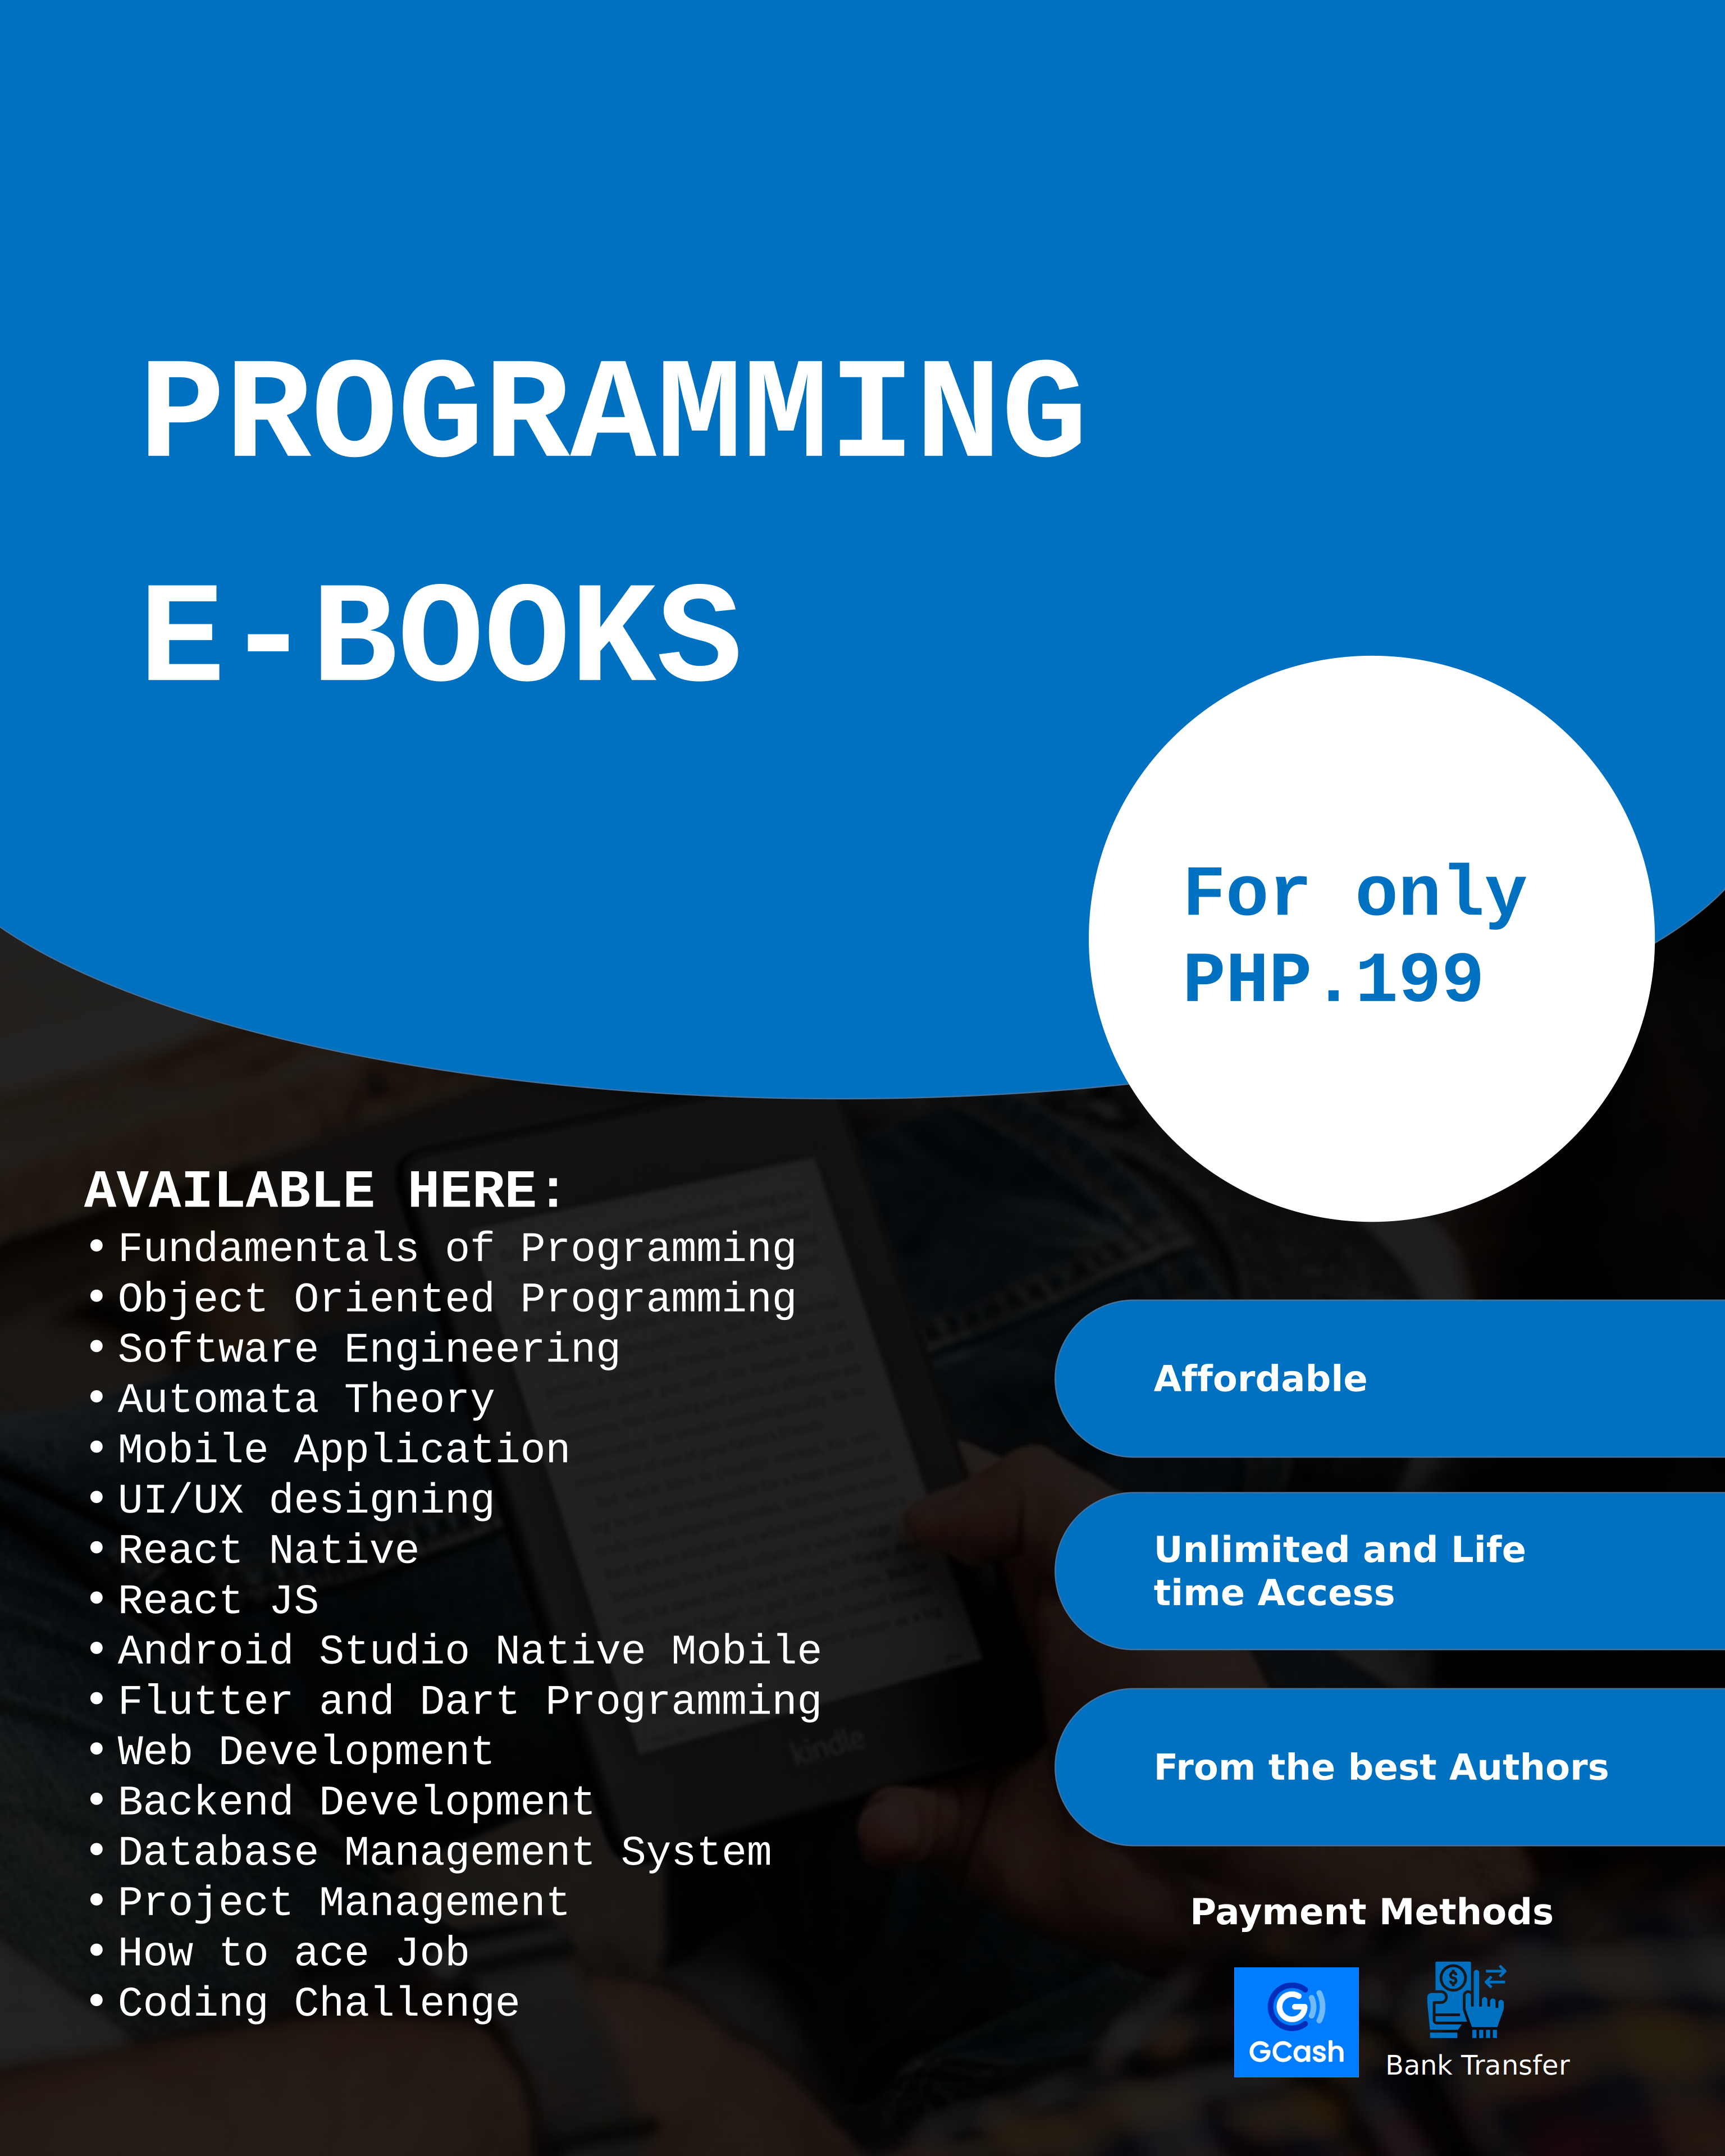 PROGRAMMING
E-BOOKS
For only
PHP.199
AVAILABLE HERE:
• Fundamentals of Programming
• Object Oriented Programming
• Software Engineering
• Automata Theory
• Mobile Application
• UI/UX designing
• React Native
• React JS
• Android Studio Native Mobile
• Flutter and Dart Programming
• Web Development
• Backend Development
• Database Management System
• Project Management
• How to ace Job
• Coding Challenge
Affordable
Unlimited and Life
time Access
From the best Authors
Payment Methods
GCash
Bank Transfer
kindle